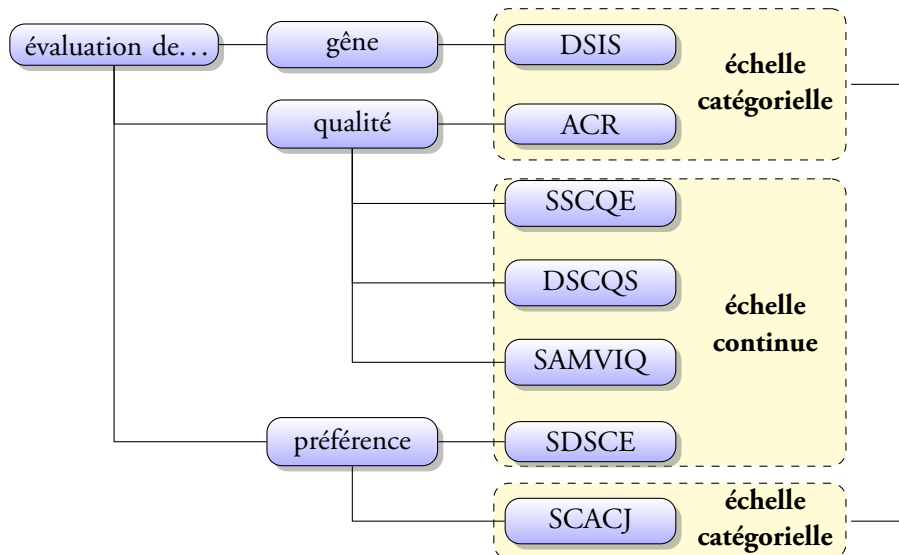 évaluation de…
gêne
DSIS
échelle
catégorielle
qualité
ACR
SSCQE
DSCQS
échelle
continue
SAMVIQ
préférence
SDSCE
SCACJ
échelle
catégorielle